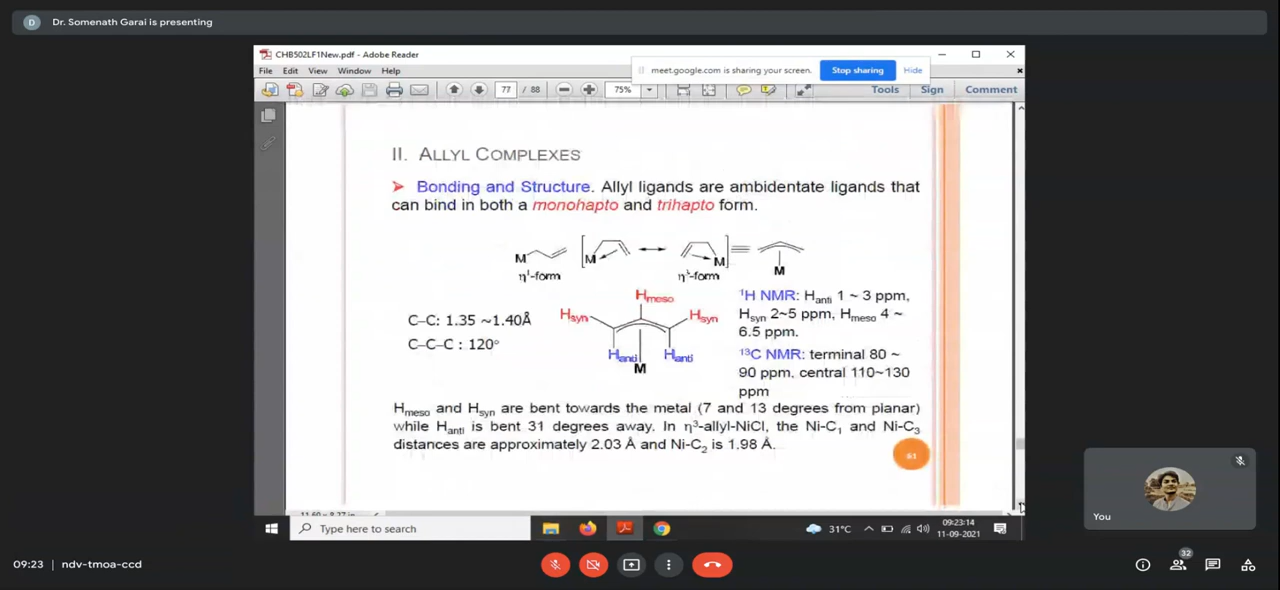 D Dr. Somenath Garai is presenting
CHB502LF1New.pdf - Adobe Reader
File Edit View Window Help
meet.google.com is sharing your screen. Stop sharing Hide
77 / 88 75% Tools Sign Comment
II. ALLYL COMPLEXES
➤ Bonding and Structure. Allyl ligands are ambidentate ligands that
can bind in both a monohapto and trihapto form.
M M M M
η¹-form η³-form
C–C: 1.35 ~1.40Å
C–C–C : 120°
Hmeso
Hsyn Hsyn
Hanti Hanti
M
¹H NMR: Hanti 1 ~ 3 ppm,
Hsyn 2~5 ppm, Hmeso 4 ~
6.5 ppm.
¹³C NMR: terminal 80 ~
90 ppm, central 110~130
ppm
Hmeso and Hsyn are bent towards the metal (7 and 13 degrees from planar)
while Hanti is bent 31 degrees away. In η³-allyl-NiCl, the Ni-C₁ and Ni-C₃
distances are approximately 2.03 Å and Ni-C₂ is 1.98 Å.
61
11.69 x 8.27 in
Type here to search
31°C
09:23:14
11-09-2021
You
09:23 | ndv-tmoa-ccd
32